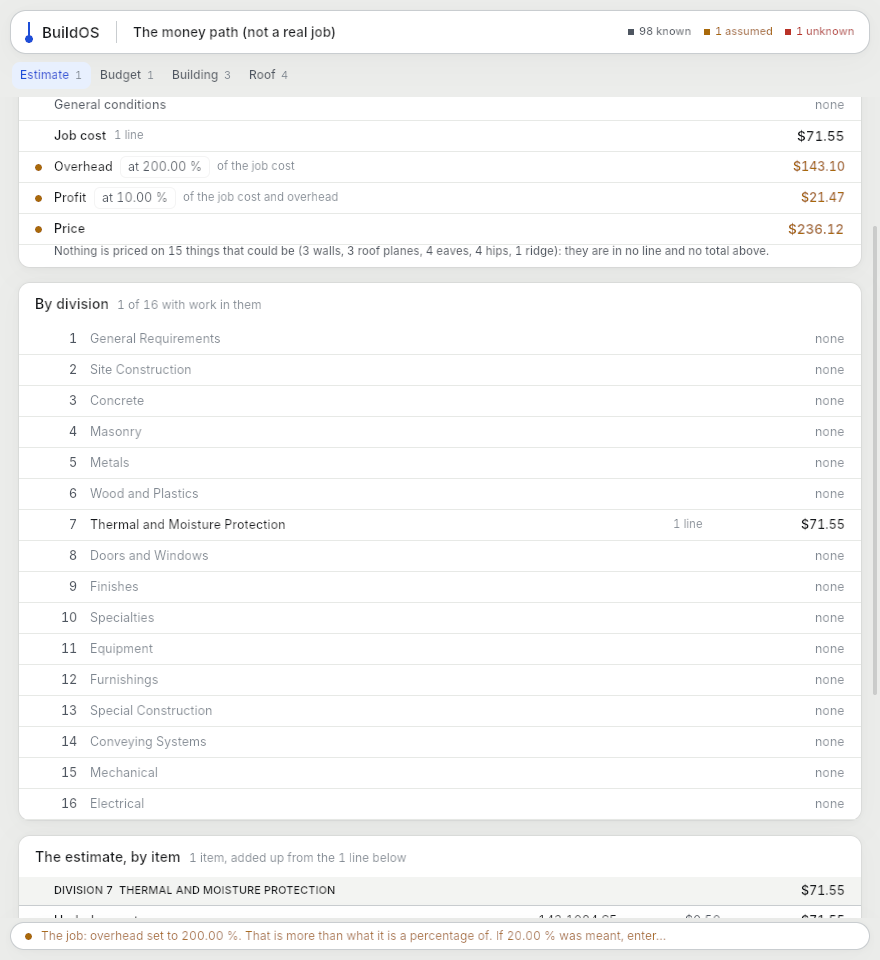 BuildOS The money path (not a real job) 98 known 1 assumed 1 unknown
Estimate 1 Budget 1 Building 3 Roof 4
General conditions none
Job cost 1 line $71.55
Overhead at 200.00 % of the job cost $143.10
Profit at 10.00 % of the job cost and overhead $21.47
Price $236.12
Nothing is priced on 15 things that could be (3 walls, 3 roof planes, 4 eaves, 4 hips, 1 ridge): they are in no line and no total above.
By division 1 of 16 with work in them
1 General Requirements none
2 Site Construction none
3 Concrete none
4 Masonry none
5 Metals none
6 Wood and Plastics none
7 Thermal and Moisture Protection 1 line $71.55
8 Doors and Windows none
9 Finishes none
10 Specialties none
11 Equipment none
12 Furnishings none
13 Special Construction none
14 Conveying Systems none
15 Mechanical none
16 Electrical none
The estimate, by item 1 item, added up from the 1 line below
DIVISION 7 THERMAL AND MOISTURE PROTECTION $71.55
$71.55
The job: overhead set to 200.00 %. That is more than what it is a percentage of. If 20.00 % was meant, enter...